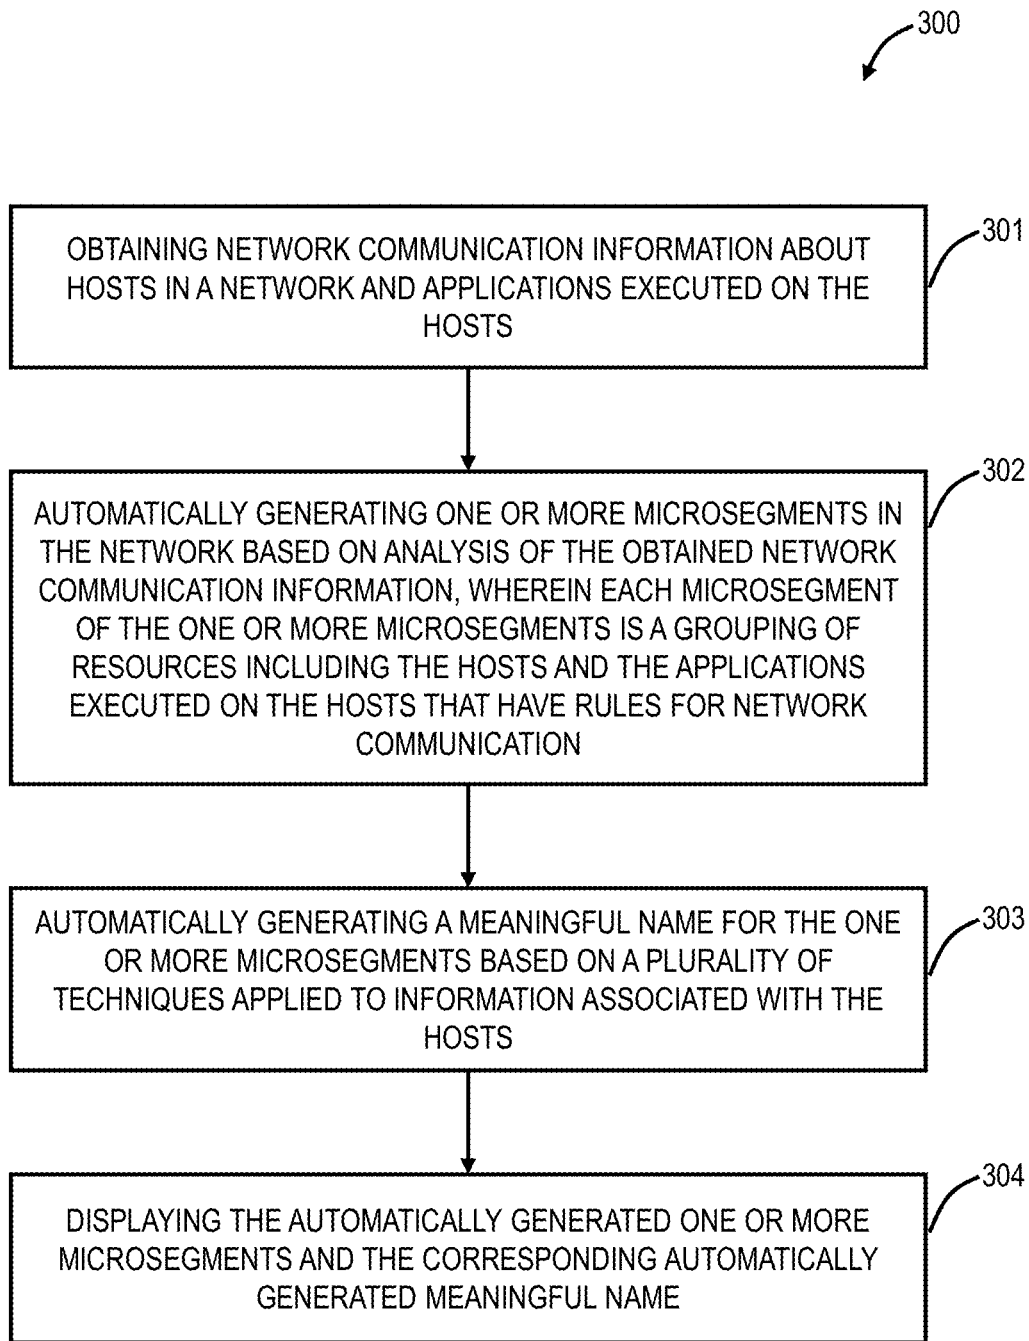 300
OBTAINING NETWORK COMMUNICATION INFORMATION ABOUT
HOSTS IN A NETWORK AND APPLICATIONS EXECUTED ON THE
HOSTS
301
AUTOMATICALLY GENERATING ONE OR MORE MICROSEGMENTS IN
THE NETWORK BASED ON ANALYSIS OF THE OBTAINED NETWORK
COMMUNICATION INFORMATION, WHEREIN EACH MICROSEGMENT
OF THE ONE OR MORE MICROSEGMENTS IS A GROUPING OF
RESOURCES INCLUDING THE HOSTS AND THE APPLICATIONS
EXECUTED ON THE HOSTS THAT HAVE RULES FOR NETWORK
COMMUNICATION
302
AUTOMATICALLY GENERATING A MEANINGFUL NAME FOR THE ONE
OR MORE MICROSEGMENTS BASED ON A PLURALITY OF
TECHNIQUES APPLIED TO INFORMATION ASSOCIATED WITH THE
HOSTS
303
DISPLAYING THE AUTOMATICALLY GENERATED ONE OR MORE
MICROSEGMENTS AND THE CORRESPONDING AUTOMATICALLY
GENERATED MEANINGFUL NAME
304